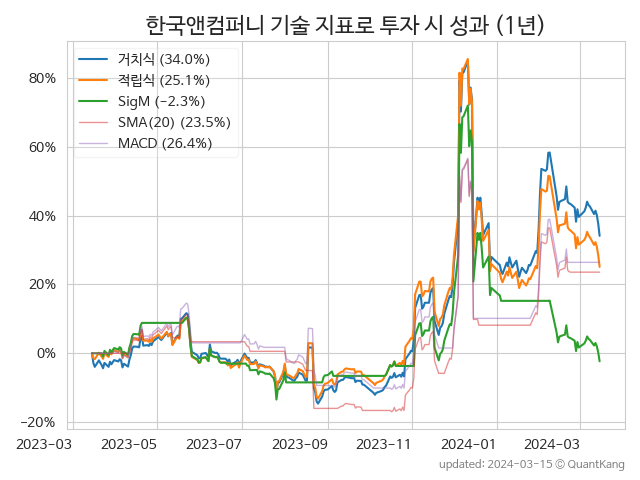 한국앤컴퍼니 기술 지표로 투자 시 성과 (1년)
거치식 (34.0%)
적립식 (25.1%)
SigM (−2.3%)
SMA(20) (23.5%)
MACD (26.4%)
80%
60%
40%
20%
0%
−20%
2023-03 2023-05 2023-07 2023-09 2023-11 2024-01 2024-03
updated: 2024-03-15 ⓒ QuantKang